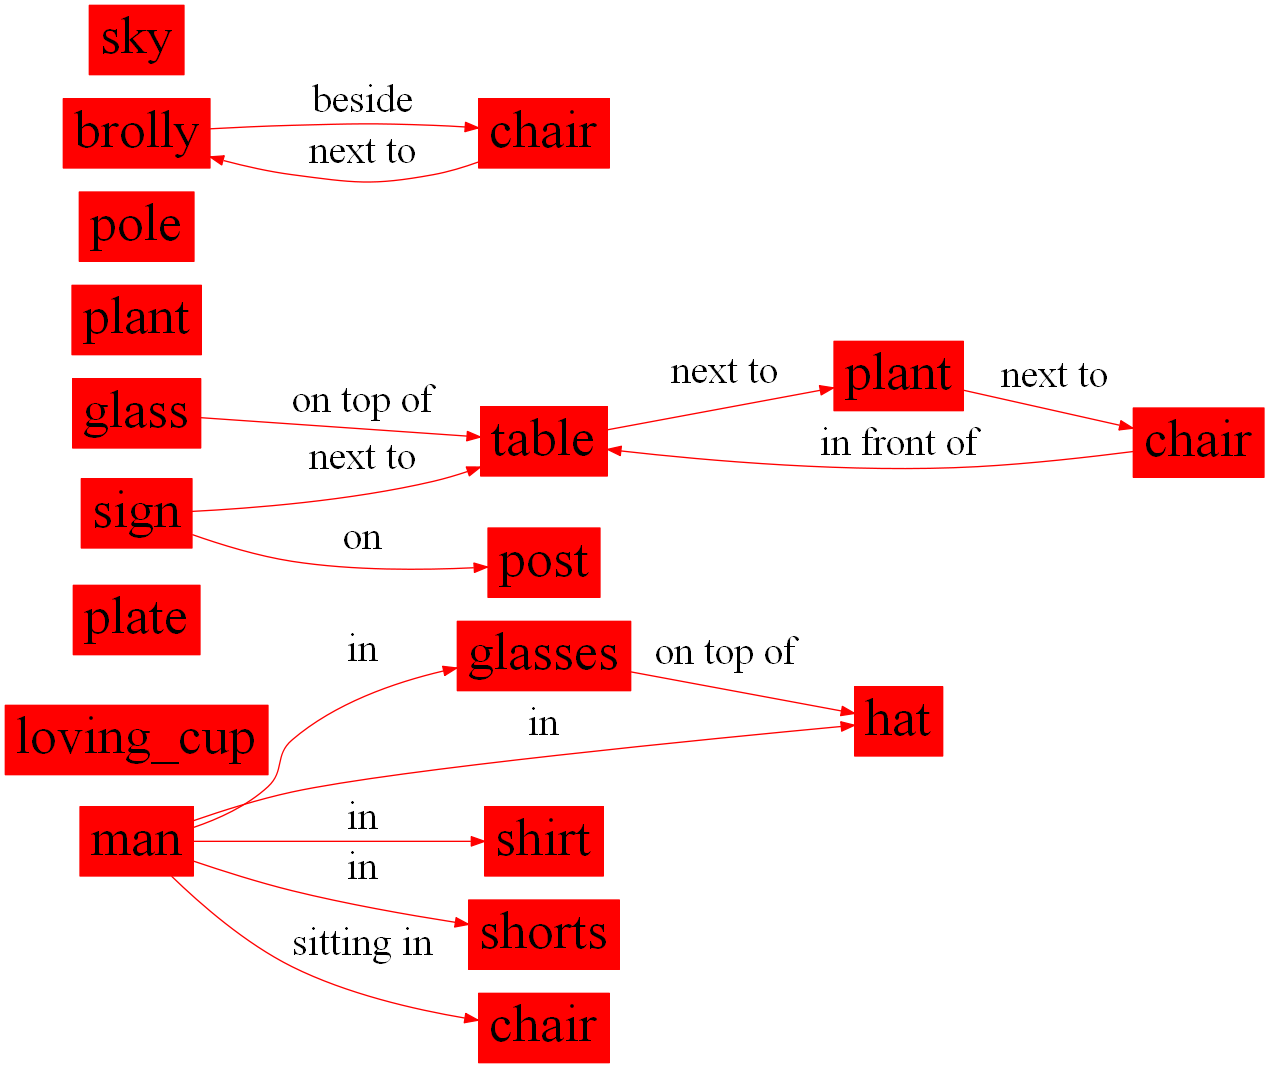 sky
beside
brolly
chair
next to
pole
plant
next to
plant
next to
glass
on top of
table
in front of
chair
next to
sign
on
post
plate
in
glasses
on top of
loving_cup
in
hat
in
man
shirt
in
shorts
sitting in
chair